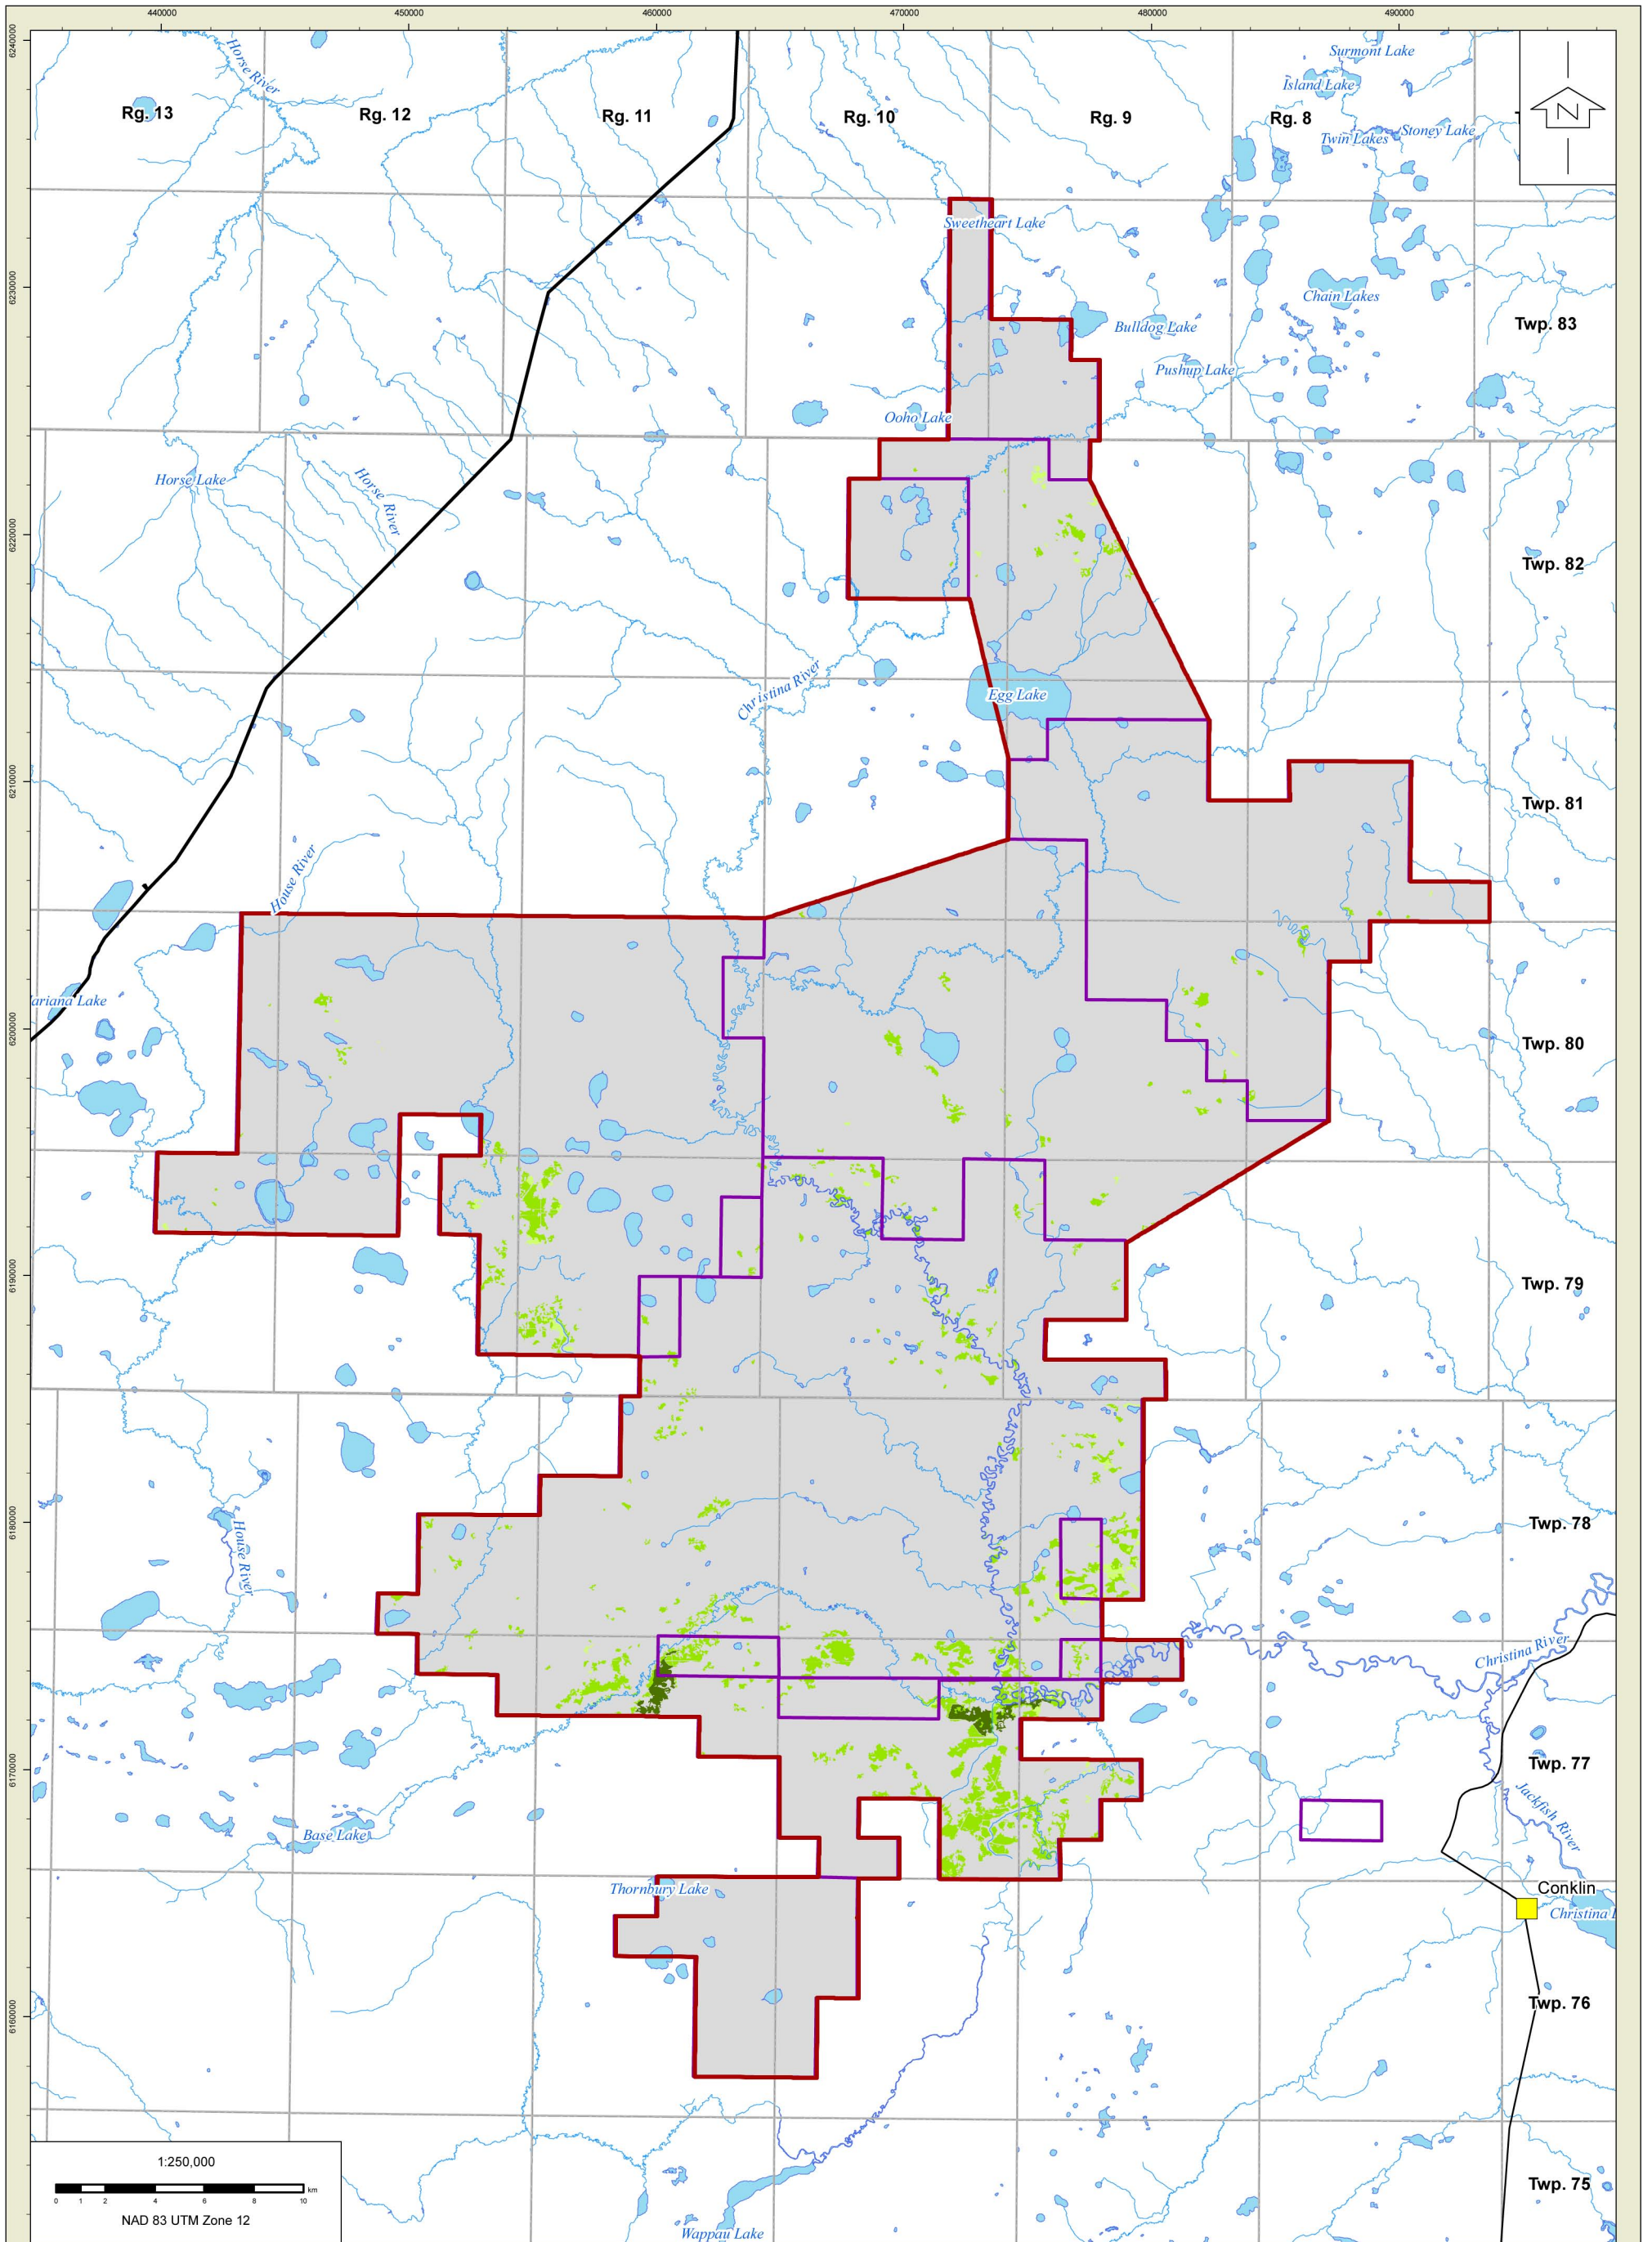 440000
450000
460000
470000
480000
490000
6240000
6230000
6220000
6210000
6200000
6190000
6180000
6170000
6160000
Horse River
Surmont Lake
Island Lake
N
Rg. 13
Rg. 12
Rg. 11
Rg. 10
Rg. 9
Rg. 8
Twin Lakes
Stoney Lake
Sweetheart Lake
Chain Lakes
Bulldog Lake
Twp. 83
Pushup Lake
Ooho Lake
Horse Lake
Horse River
Twp. 82
Christina River
Egg Lake
Twp. 81
House River
ariana Lake
Twp. 80
Twp. 79
House River
Twp. 78
Christina River
Twp. 77
Jackfish River
Base Lake
Thornbury Lake
Conklin
Christina L
Twp. 76
Twp. 75
Wappau Lake
1:250,000
0 1 2 4 6 8 10 km
NAD 83 UTM Zone 12